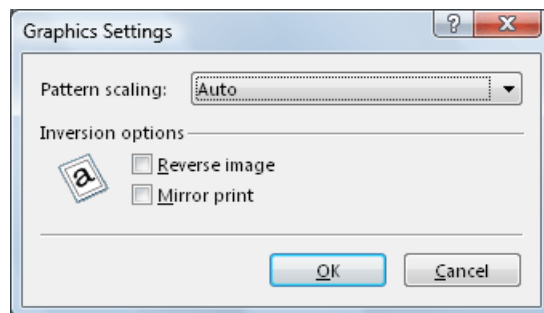 Graphics Settings
?
X
Pattern scaling: Auto
Inversion options
a
Reverse image
Mirror print
OK Cancel